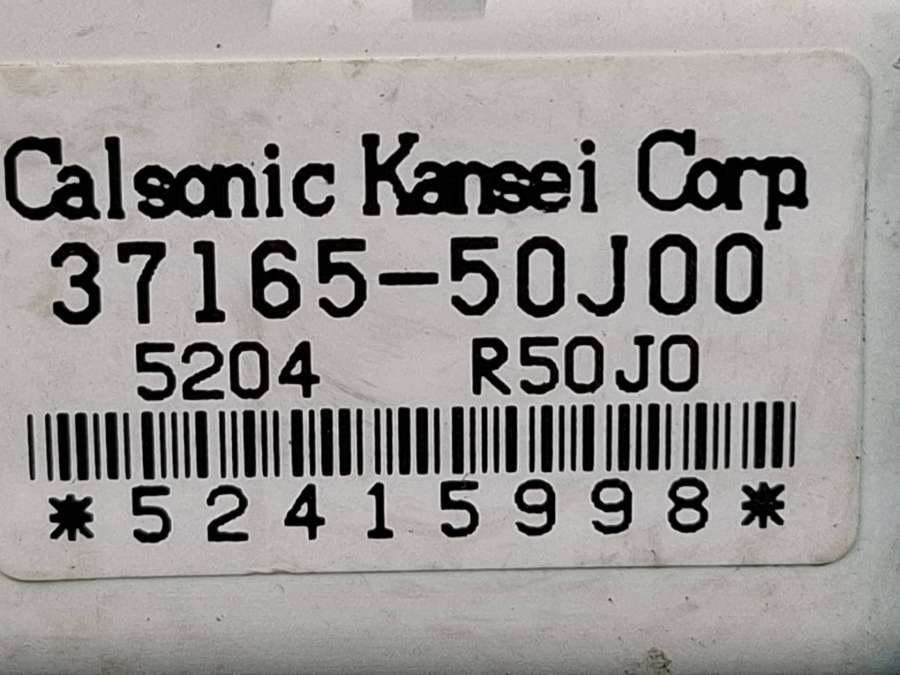 Calsonic Kansei Corp
37165-50J00
5204 R50J0
*52415998*